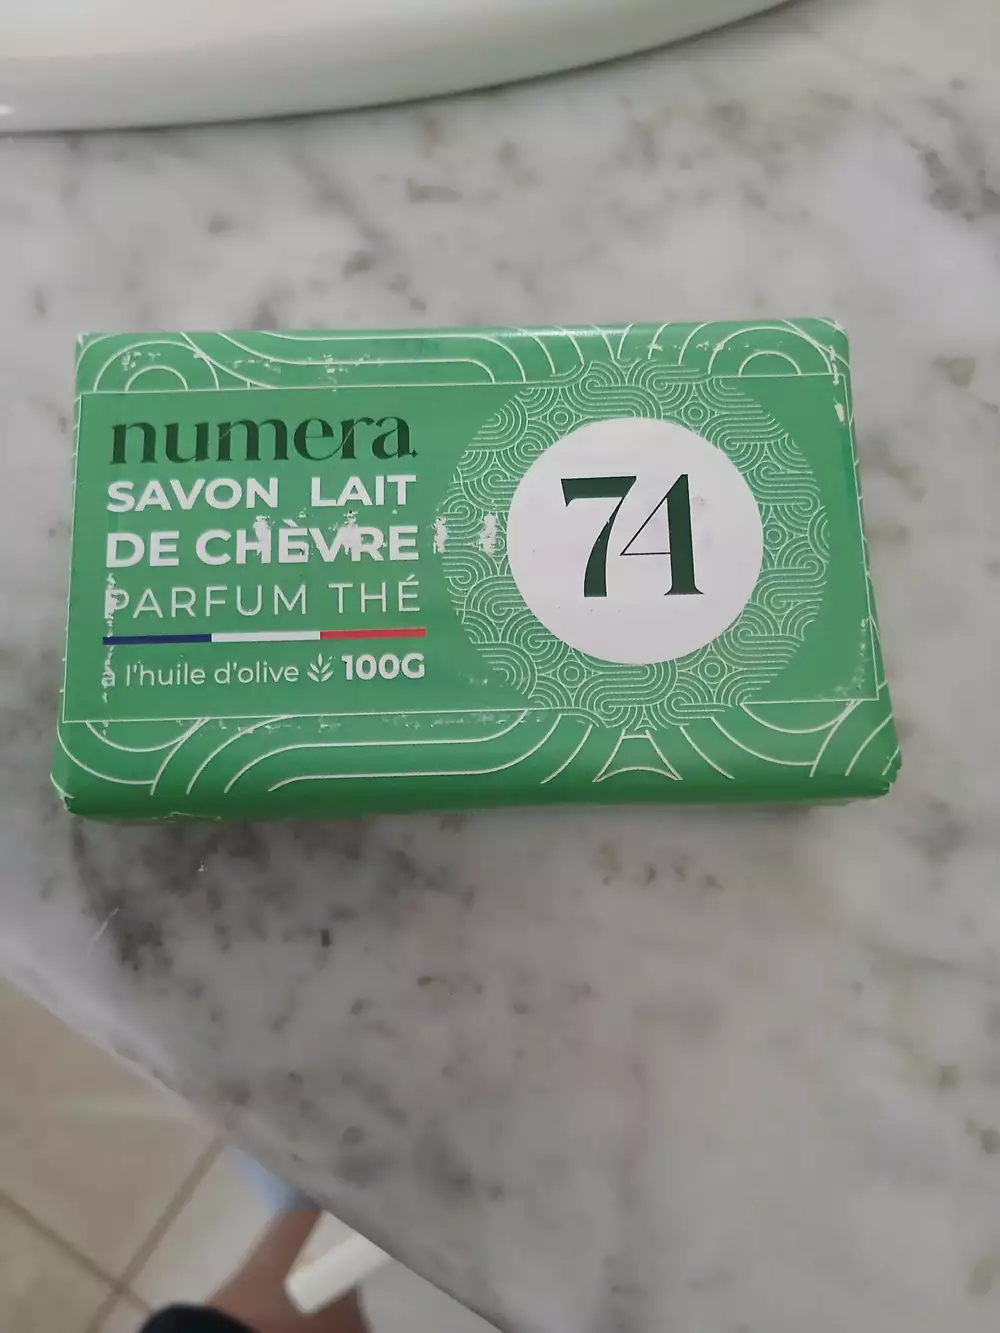 numera
SAVON LAIT
DE CHÈVRE
PARFUM THÉ
à l'huile d'olive 100G
74